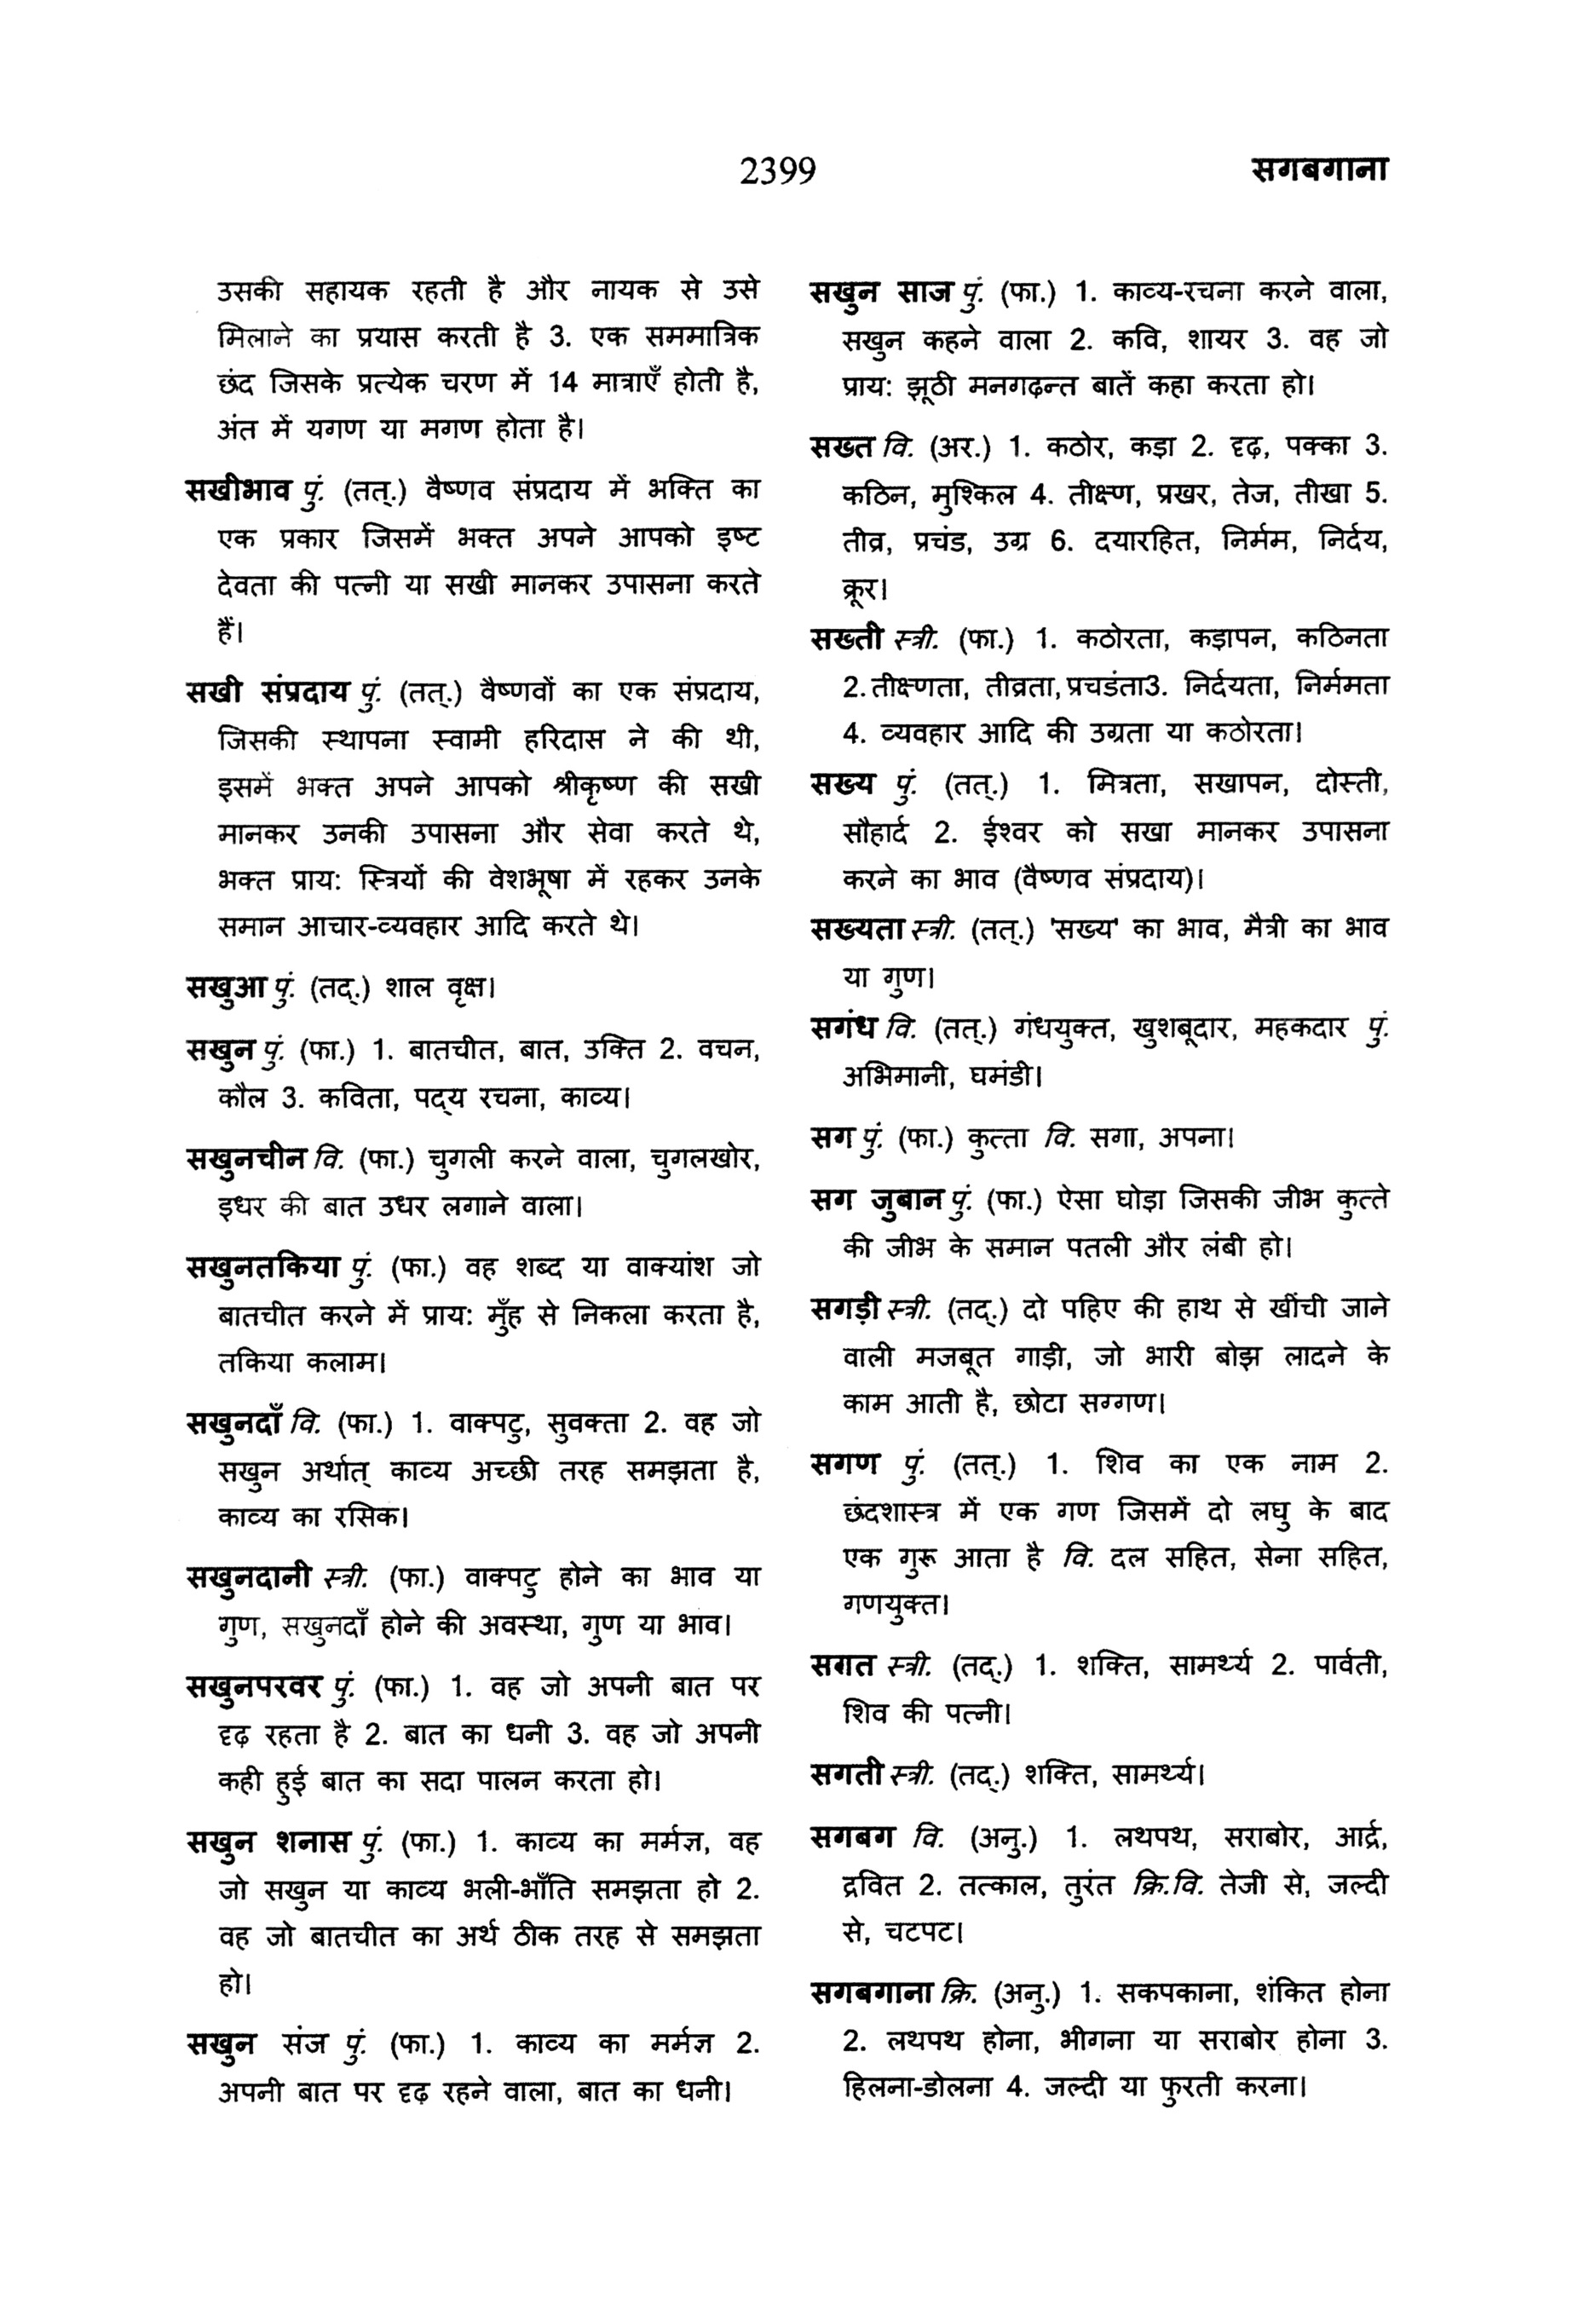 2399
सगबगाना
उसकी सहायक रहती है और नायक से उसे
मिलाने का प्रयास करती है 3. एक सममात्रिक
छंद जिसके प्रत्येक चरण में 14 मात्राएँ होती है,
अंत में यगण या मगण होता है।
सखीभाव पुं. (तत्.) वैष्णव संप्रदाय में भक्ति का
एक प्रकार जिसमें भक्त अपने आपको इष्ट
देवता की पत्नी या सखी मानकर उपासना करते
हैं।
सखी संप्रदाय पुं. (तत्.) वैष्णवों का एक संप्रदाय,
जिसकी स्थापना स्वामी हरिदास ने की थी,
इसमें भक्त अपने आपको श्रीकृष्ण की सखी
मानकर उनकी उपासना और सेवा करते थे,
भक्त प्राय: स्त्रियों की वेशभूषा में रहकर उनके
समान आचार-व्यवहार आदि करते थे।
सखुआ पुं. (तद्.) शाल वृक्ष।
सखुन पुं. (फा.) 1. बातचीत, बात, उक्ति 2. वचन,
कौल 3. कविता, पद्य रचना, काव्य।
सखुनचीन वि. (फा.) चुगली करने वाला, चुगलखोर,
इधर की बात उधर लगाने वाला।
सखुनतकिया पुं. (फा.) वह शब्द या वाक्यांश जो
बातचीत करने में प्राय: मुँह से निकला करता है,
तकिया कलाम।
सखुनदाँ वि. (फा.) 1. वाक्पटु, सुवक्ता 2. वह जो
सखुन अर्थात् काव्य अच्छी तरह समझता है,
काव्य का रसिक।
सखुनदानी स्त्री. (फा.) वाक्पटु होने का भाव या
गुण, सखुनदाँ होने की अवस्था, गुण या भाव।
सखुनपरवर पुं. (फा.) 1. वह जो अपनी बात पर
दृढ़ रहता है 2. बात का धनी 3. वह जो अपनी
कही हुई बात का सदा पालन करता हो।
सखुन शनास पुं. (फा.) 1. काव्य का मर्मज्ञ, वह
जो सखुन या काव्य भली-भाँति समझता हो 2.
वह जो बातचीत का अर्थ ठीक तरह से समझता
हो।
सखुन संज पुं. (फा.) 1. काव्य का मर्मज्ञ 2.
अपनी बात पर दृढ़ रहने वाला, बात का धनी।
सखुन साज पुं. (फा.) 1. काव्य-रचना करने वाला,
सखुन कहने वाला 2. कवि, शायर 3. वह जो
प्राय: झूठी मनगढ़न्त बातें कहा करता हो।
सख्त वि. (अर.) 1. कठोर, कड़ा 2. दृढ़, पक्का 3.
कठिन, मुश्किल 4. तीक्ष्ण, प्रखर, तेज, तीखा 5.
तीव्र, प्रचंड, उग्र 6. दयारहित, निर्मम, निर्दय,
क्रूर।
सख्ती स्त्री. (फा.) 1. कठोरता, कड़ापन, कठिनता
2. तीक्ष्णता, तीव्रता, प्रचडंता3. निर्दयता, निर्ममता
4. व्यवहार आदि की उग्रता या कठोरता।
सख्य पुं. (तत्.) 1. मित्रता, सखापन, दोस्ती,
सौहार्द 2. ईश्वर को सखा मानकर उपासना
करने का भाव (वैष्णव संप्रदाय)।
सख्यता स्त्री. (तत्.) 'सख्य' का भाव, मैत्री का भाव
या गुण।
सगंध वि. (तत्.) गंधयुक्त, खुशबूदार, महकदार पुं.
अभिमानी, घमंडी।
सग पुं. (फा.) कुत्ता वि. सगा, अपना।
सग जुबान पुं. (फा.) ऐसा घोड़ा जिसकी जीभ कुत्ते
की जीभ के समान पतली और लंबी हो।
सगड़ी स्त्री. (तद्.) दो पहिए की हाथ से खींची जाने
वाली मजबूत गाड़ी, जो भारी बोझ लादने के
काम आती है, छोटा सग्गण।
सगण पुं. (तत्.) 1. शिव का एक नाम 2.
छंदशास्त्र में एक गण जिसमें दो लघु के बाद
एक गुरू आता है वि. दल सहित, सेना सहित,
गणयुक्त।
सगत स्त्री. (तद्.) 1. शक्ति, सामर्थ्य 2. पार्वती,
शिव की पत्नी।
सगती स्त्री. (तद्.) शक्ति, सामर्थ्य।
सगबग वि. (अनु.) 1. लथपथ, सराबोर, आर्द्र,
द्रवित 2. तत्काल, तुरंत क्रि.वि. तेजी से, जल्दी
से, चटपट।
सगबगाना क्रि. (अनु.) 1. सकपकाना, शंकित होना
2. लथपथ होना, भीगना या सराबोर होना 3.
हिलना-डोलना 4. जल्दी या फुरती करना।